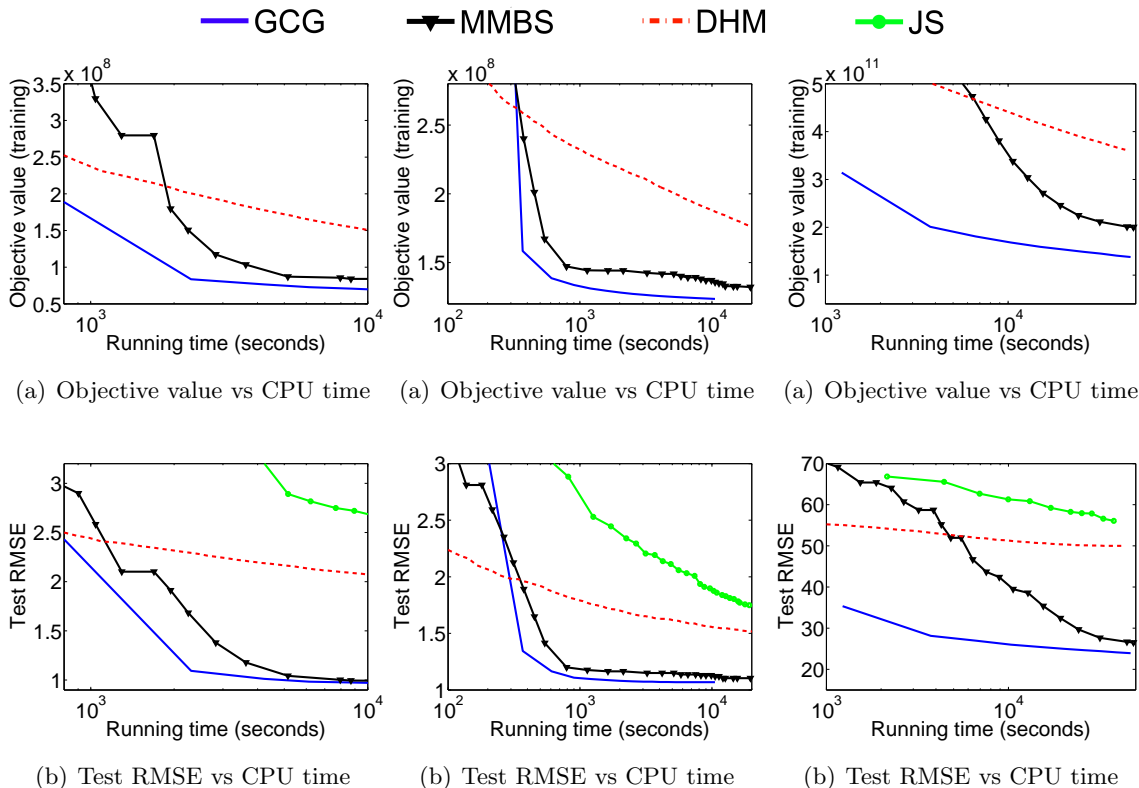 GCG MMBS DHM JS
x 10^8
3.5
3
2.5
2
1.5
1
0.5
10^3 10^4
Objective value (training)
Running time (seconds)
(a) Objective value vs CPU time
x 10^8
2.5
1.5
10^2 10^3 10^4
Objective value (training)
Running time (seconds)
(a) Objective value vs CPU time
x 10^11
5
4
3
2
1
10^3 10^4
Objective value (training)
Running time (seconds)
(a) Objective value vs CPU time
3
2.5
2
1.5
1
10^3 10^4
Test RMSE
Running time (seconds)
(b) Test RMSE vs CPU time
3
2.5
2
1.5
1
10^2 10^3 10^4
Test RMSE
Running time (seconds)
(b) Test RMSE vs CPU time
70
60
50
40
30
20
10^3 10^4
Test RMSE
Running time (seconds)
(b) Test RMSE vs CPU time